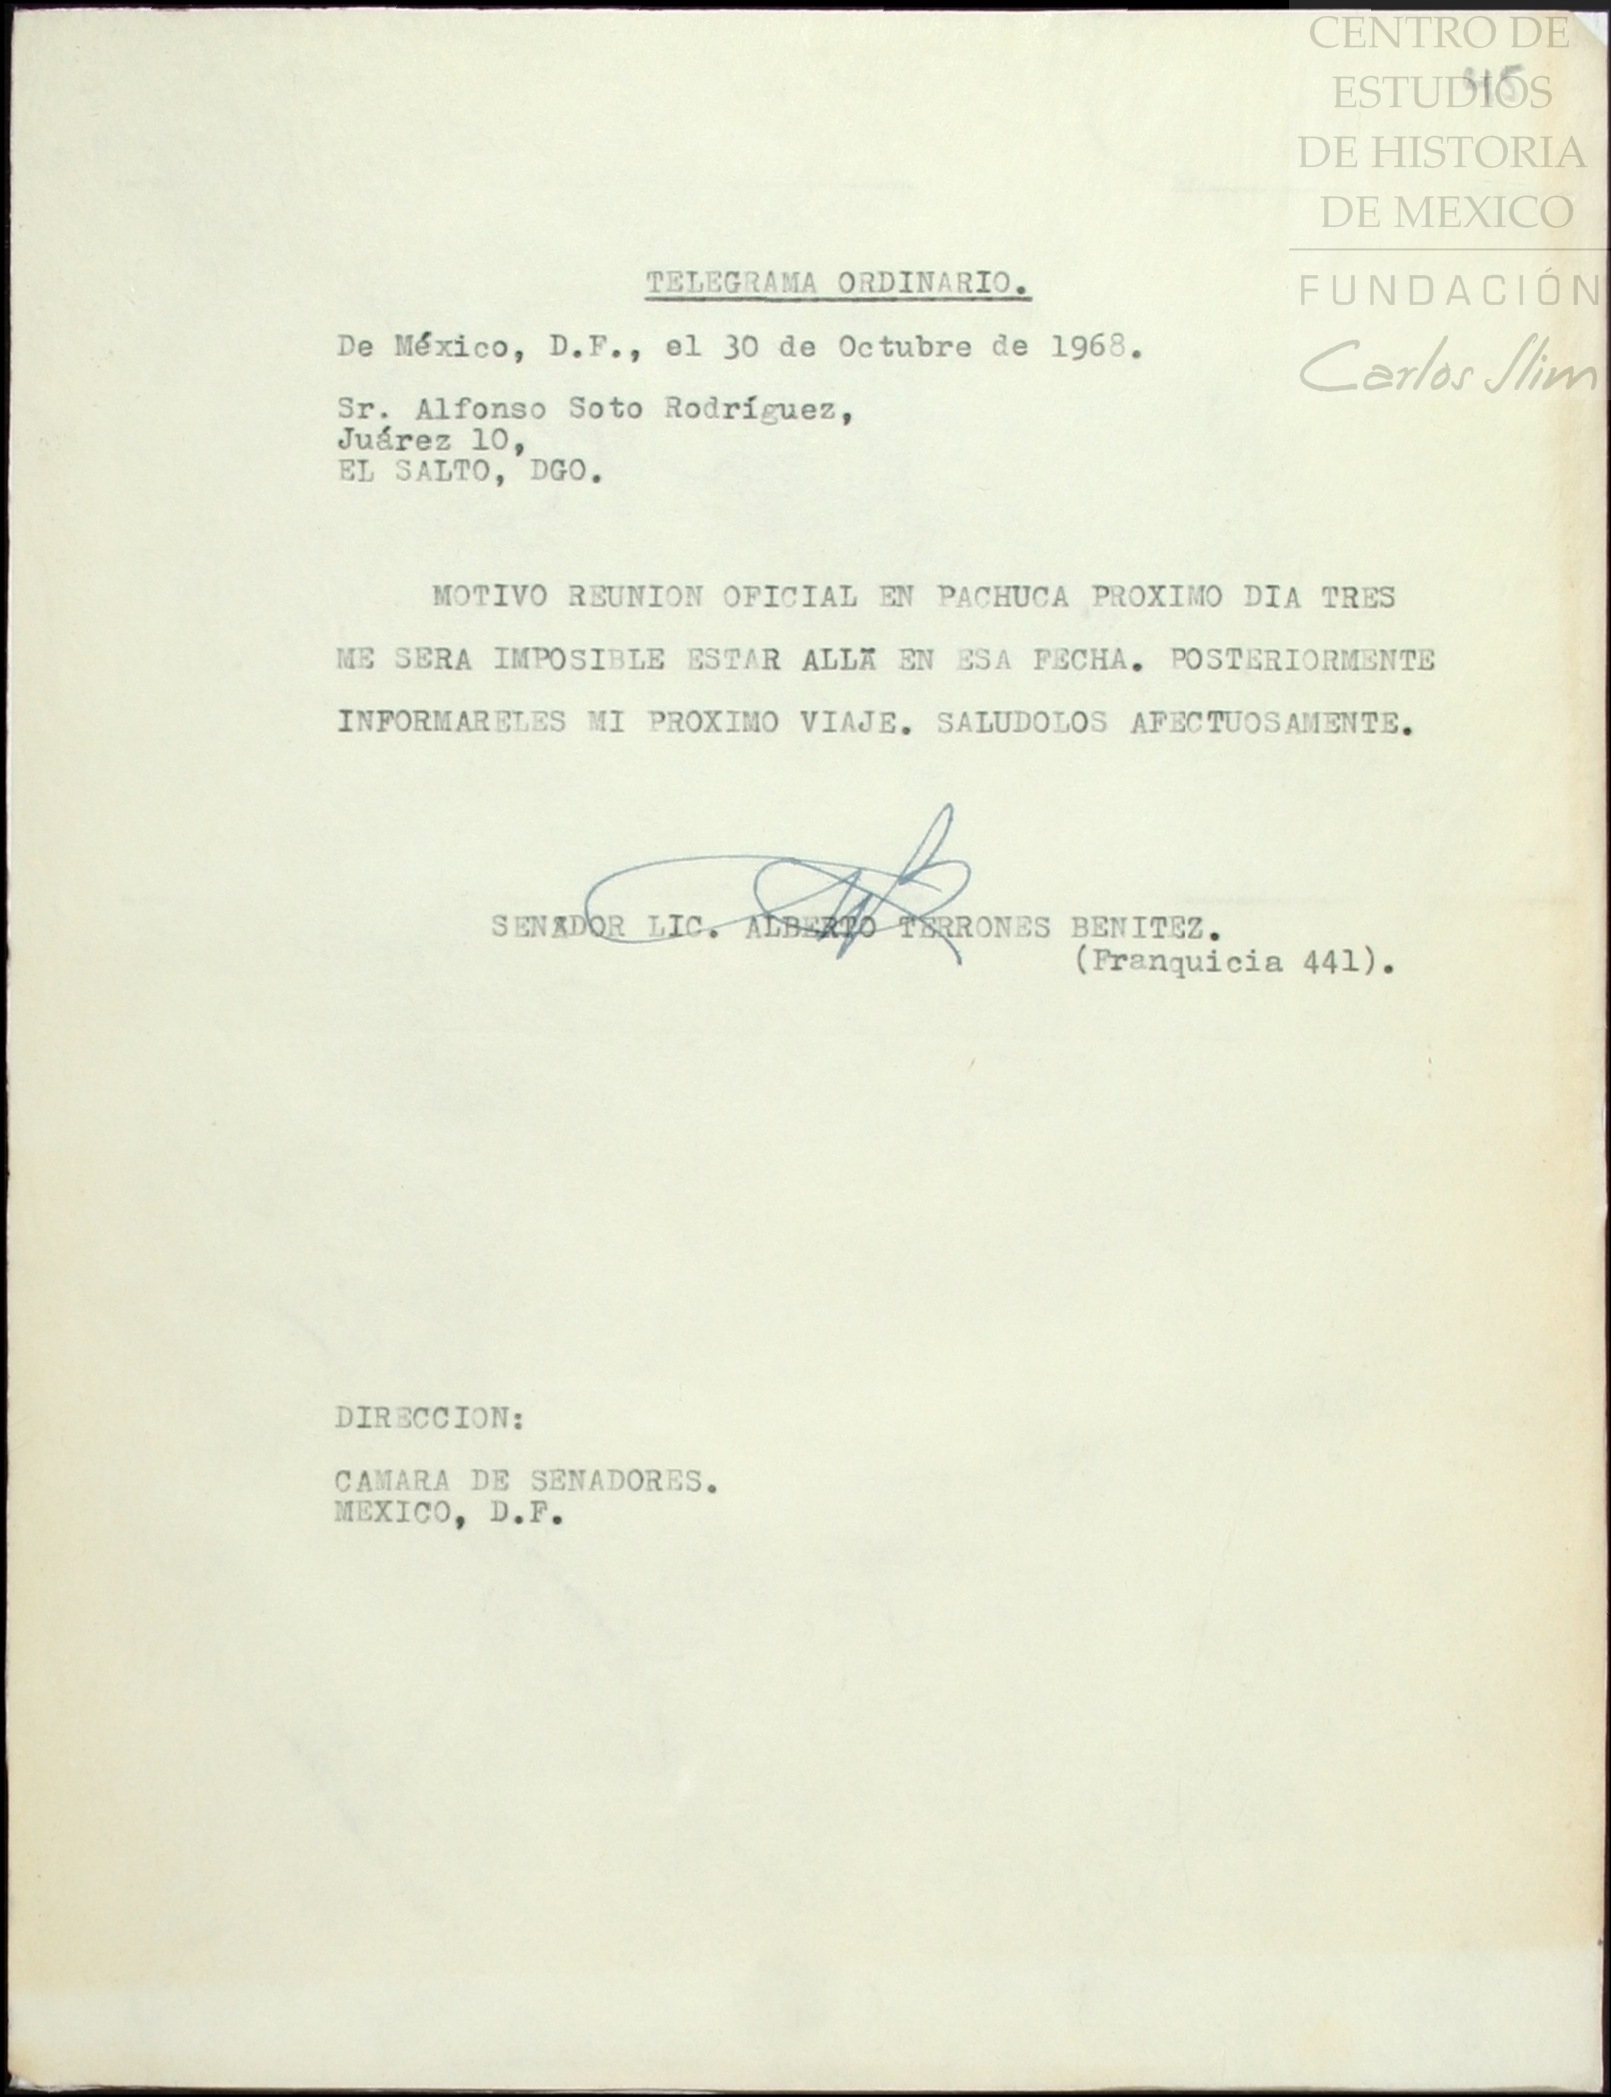 CENTRO DE
ESTUDIOS
DE HISTORIA
DE MEXICO
FUNDACIÓN
Carlos Slim
45
TELEGRAMA ORDINARIO.
De México, D.F., el 30 de Octubre de 1968.
Sr. Alfonso Soto Rodríguez,
Juárez 10,
EL SALTO, DGO.
MOTIVO REUNION OFICIAL EN PACHUCA PROXIMO DIA TRES
ME SERA IMPOSIBLE ESTAR ALLA EN ESA FECHA. POSTERIORMENTE
INFORMARELES MI PROXIMO VIAJE. SALUDOLOS AFECTUOSAMENTE.
SENADOR LIC. ALBERTO TERRONES BENITEZ.
(Franquicia 441).
DIRECCION:
CAMARA DE SENADORES.
MEXICO, D.F.